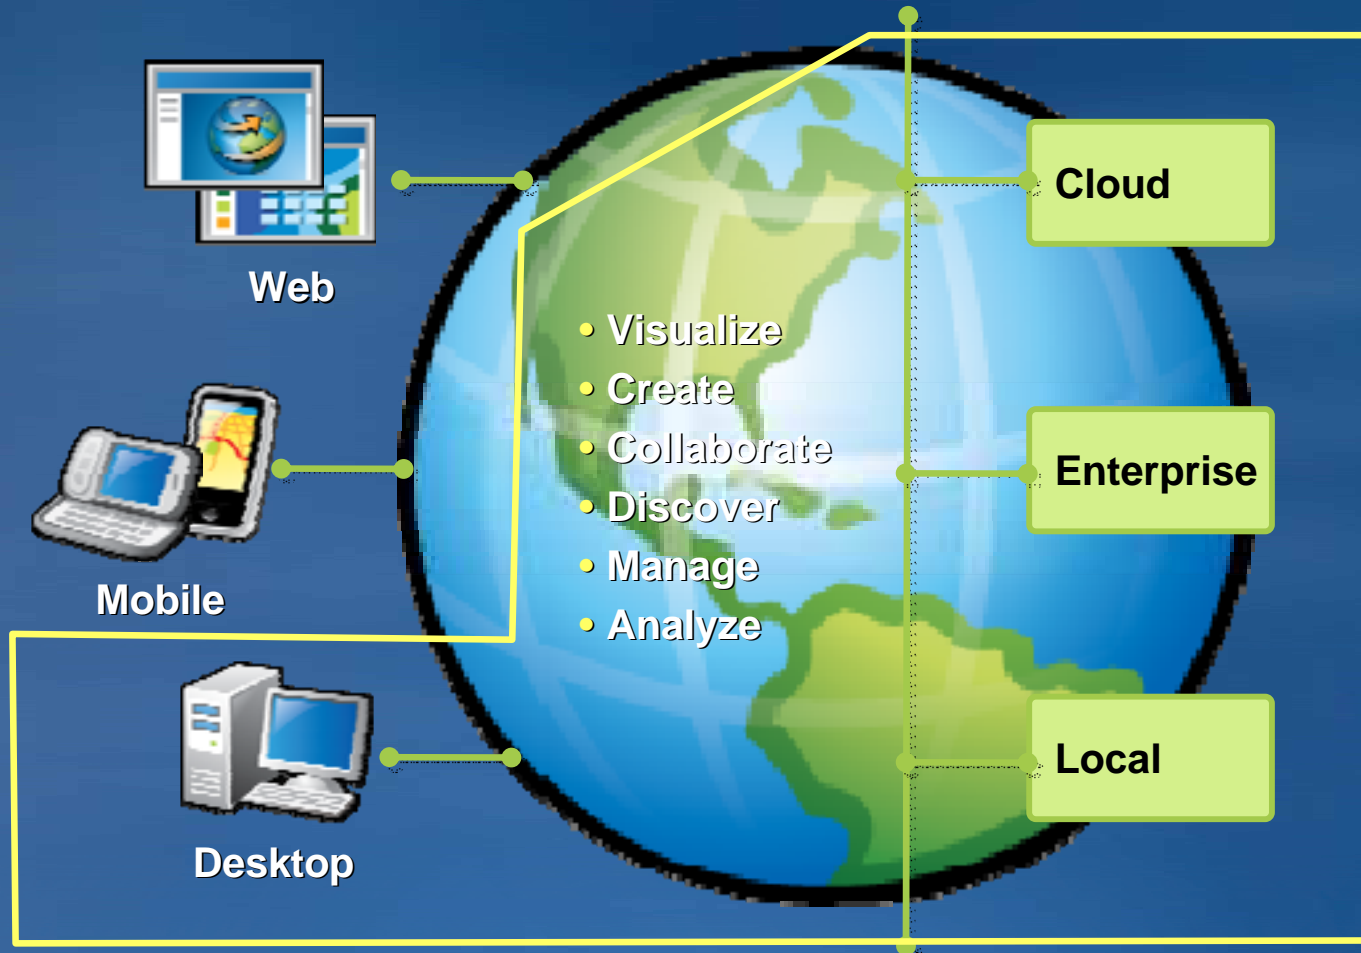 Web
Mobile
Desktop
• Visualize
• Create
• Collaborate
• Discover
• Manage
• Analyze
Cloud
Enterprise
Local